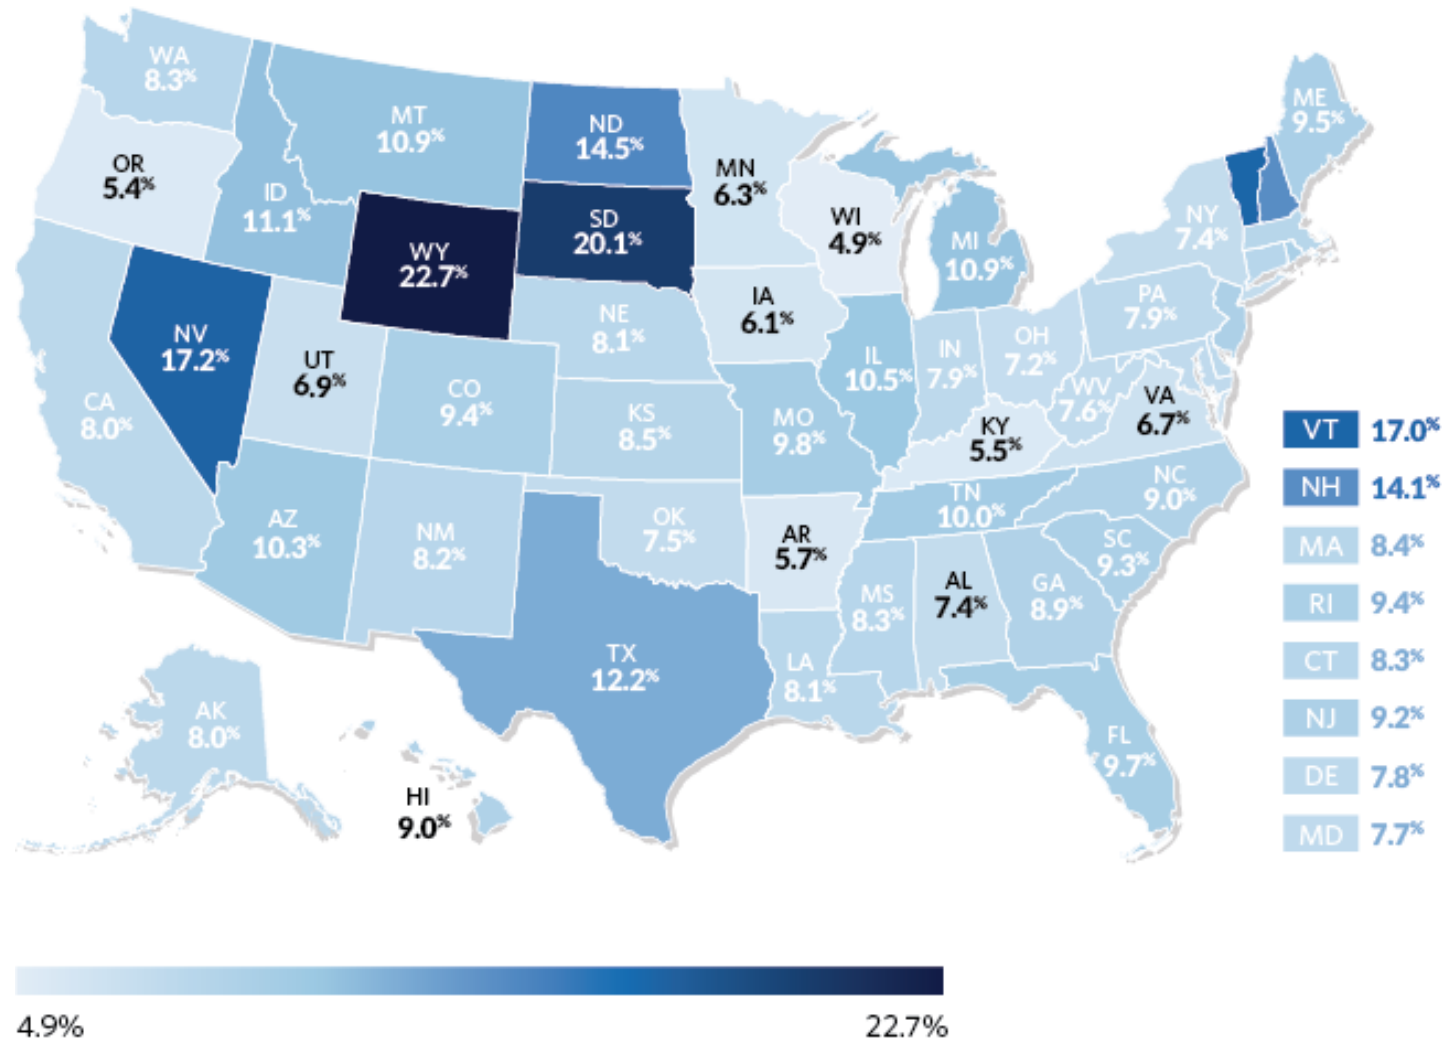 WA
8.3%
MT
10.9%
ND
14.5%
MN
6.3%
ME
9.5%
OR
5.4%
ID
11.1%
WY
22.7%
SD
20.1%
WI
4.9%
MI
10.9%
NY
7.4%
NV
17.2%
UT
6.9%
CO
9.4%
NE
8.1%
IA
6.1%
IL
10.5%
IN
7.9%
OH
7.2%
PA
7.9%
CA
8.0%
KS
8.5%
MO
9.8%
KY
5.5%
WV
7.6%
VA
6.7%
AZ
10.3%
NM
8.2%
OK
7.5%
AR
5.7%
TN
10.0%
NC
9.0%
TX
12.2%
LA
8.1%
MS
8.3%
AL
7.4%
GA
8.9%
SC
9.3%
FL
9.7%
AK
8.0%
HI
9.0%
VT 17.0%
NH 14.1%
MA 8.4%
RI 9.4%
CT 8.3%
NJ 9.2%
DE 7.8%
MD 7.7%
4.9% 22.7%